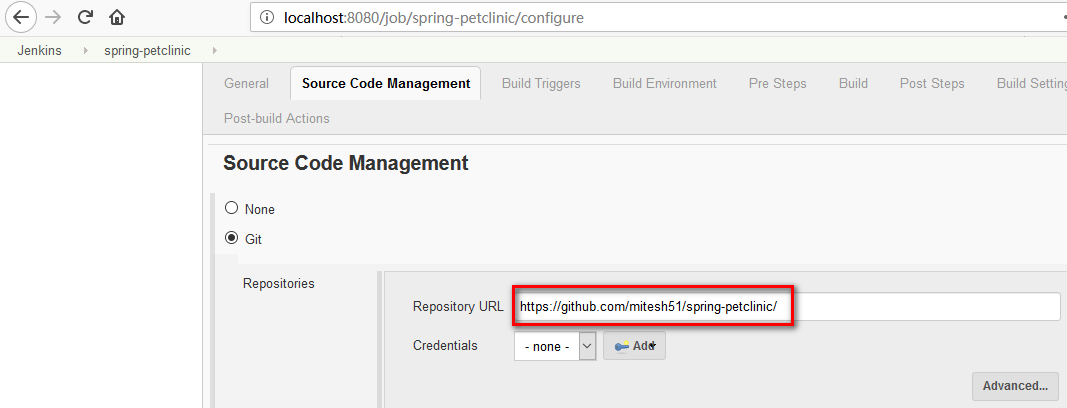 localhost:8080/job/spring-petclinic/configure
Jenkins spring-petclinic
General Source Code Management Build Triggers Build Environment Pre Steps Build Post Steps Build Setting
Post-build Actions
Source Code Management
None
Git
Repositories
Repository URL https://github.com/mitesh51/spring-petclinic/
Credentials - none - Add
Advanced...